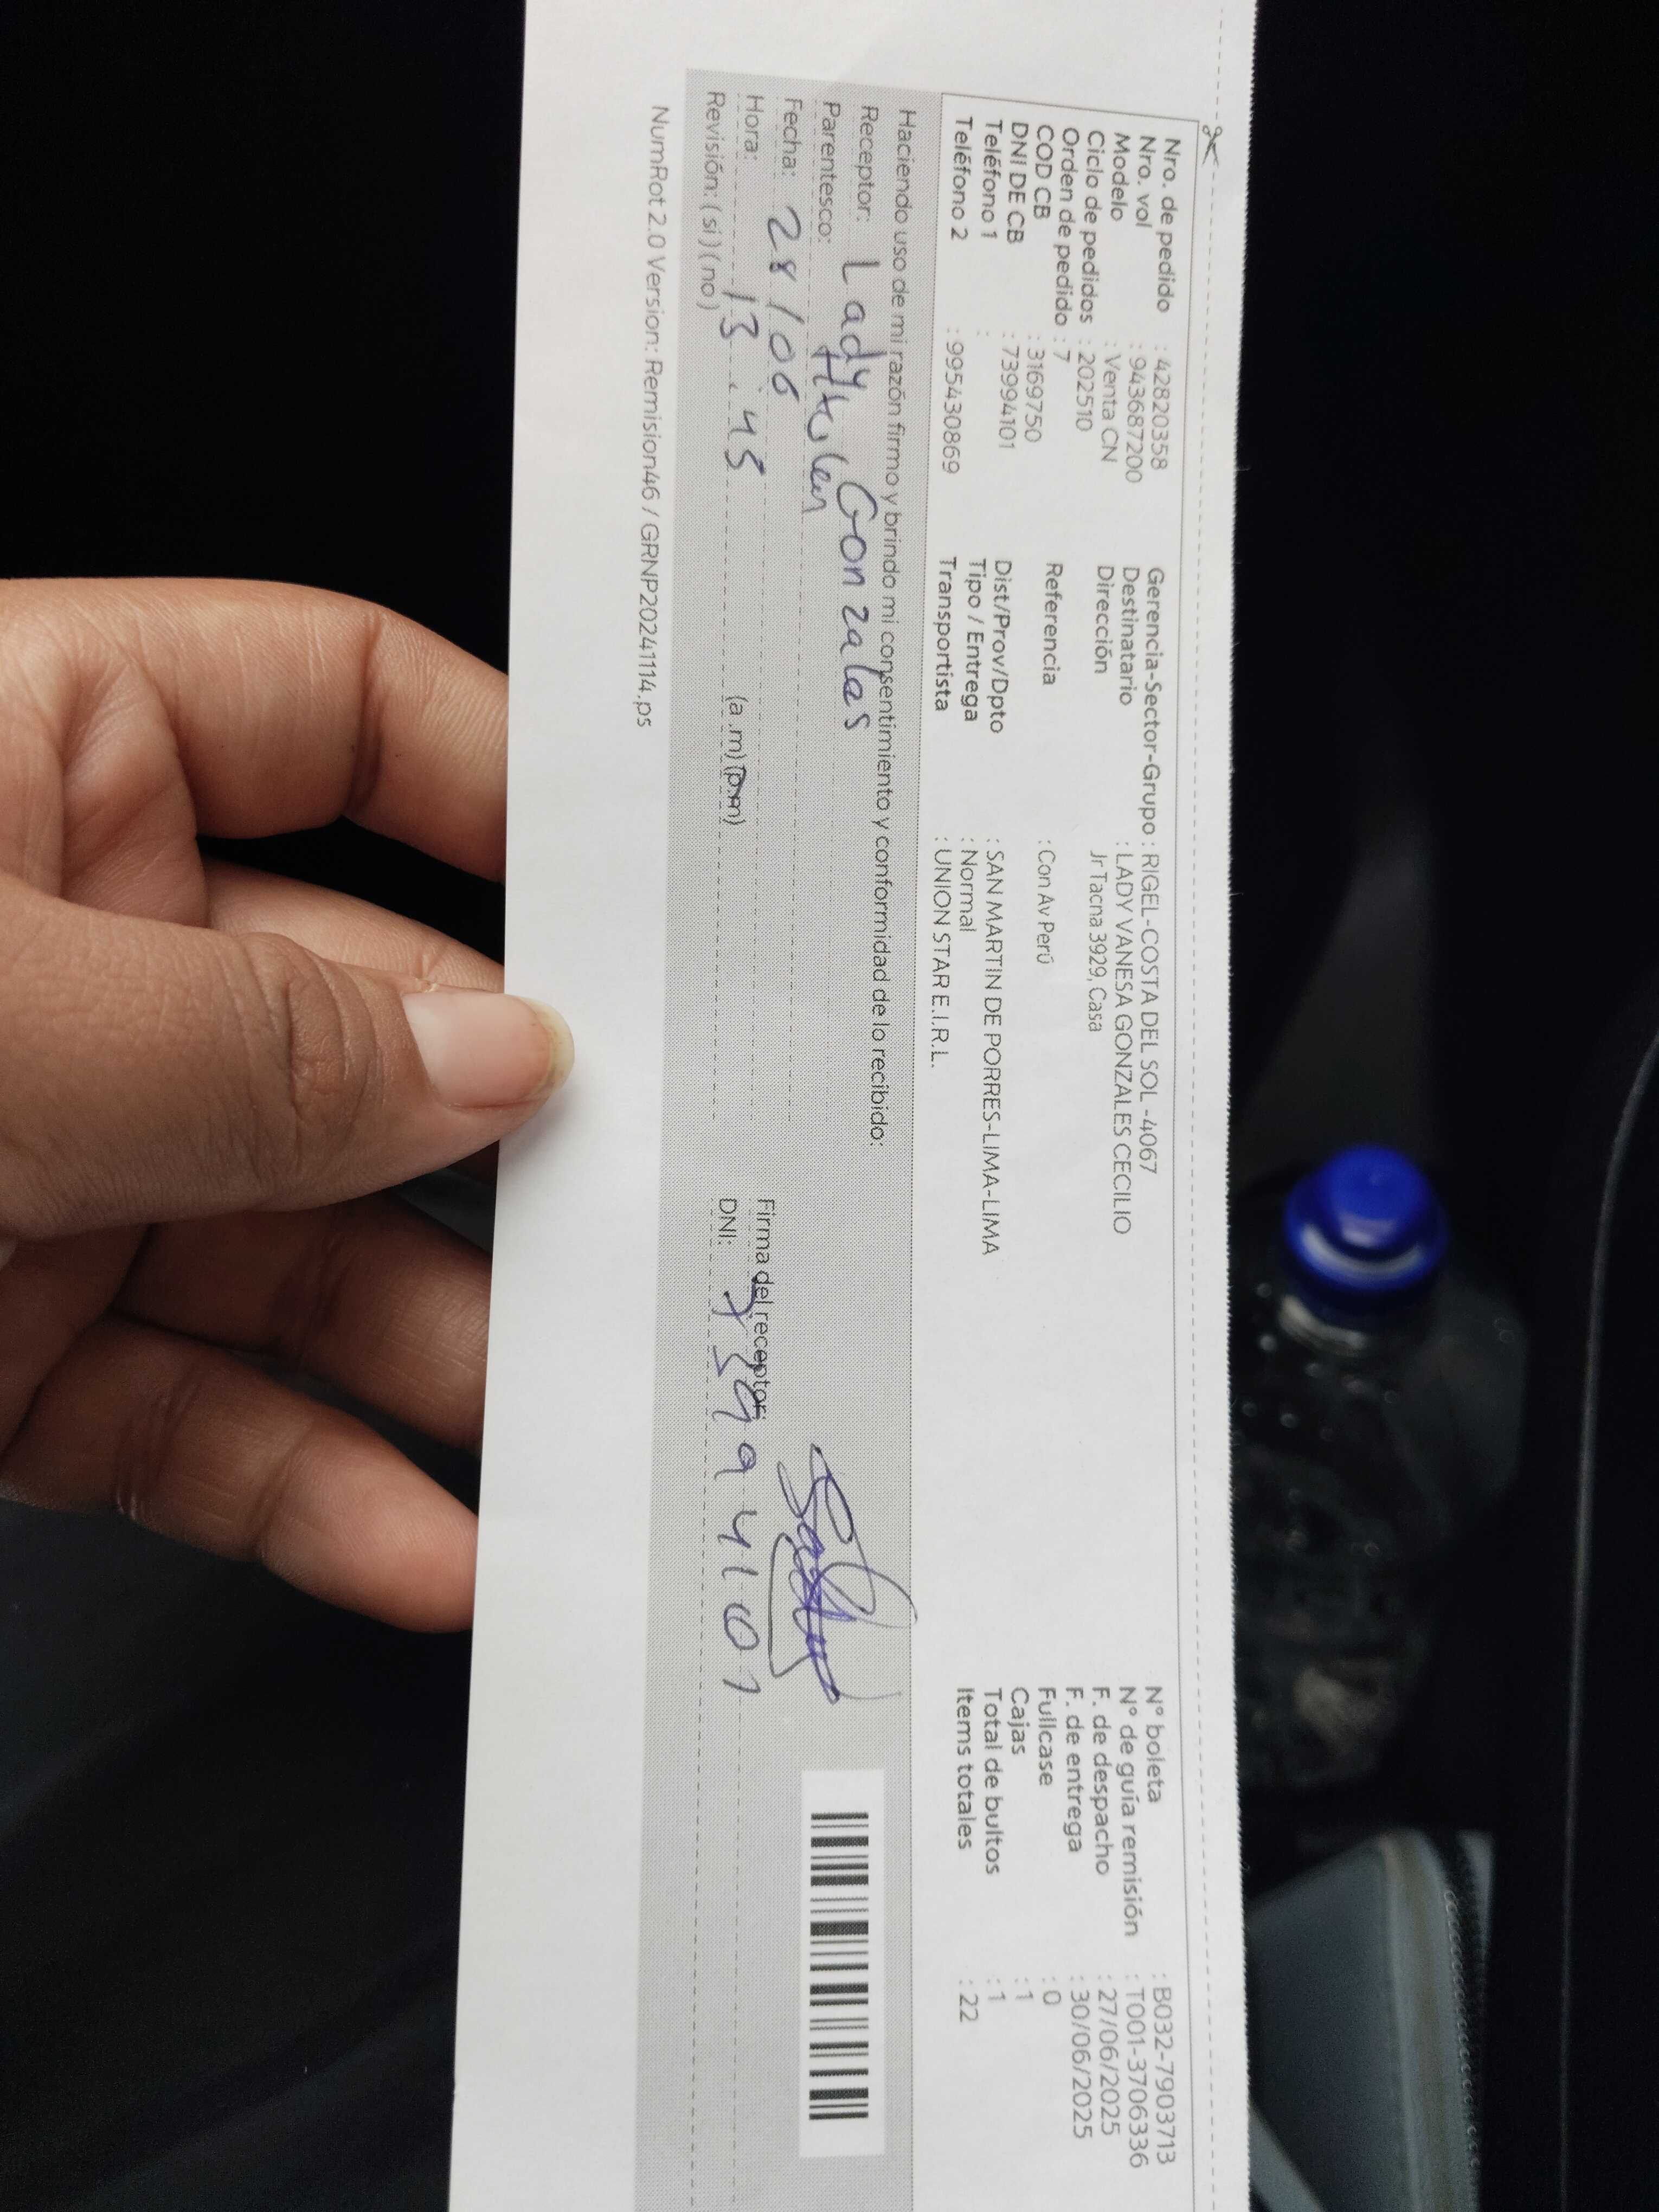 Nro. de pedido : 42820358
Nro. vol : 943687200
Modelo : Venta CN
Ciclo de pedidos : 202510
Orden de pedido : 7
COD CB : 3169750
DNI DE CB : 73994101
Teléfono 1 :
Teléfono 2 : 995430869
Gerencia-Sector-Grupo : RIGEL-COSTA DEL SOL -4067
Destinatario : LADY VANESA GONZALES CECILIO
Dirección Jr Tacna 3929, Casa
Referencia : Con Av Perú
Dist/Prov/Dpto : SAN MARTIN DE PORRES-LIMA-LIMA
Tipo / Entrega : Normal
Transportista : UNION STAR E.I.R.L.
N° boleta : B032-7903713
N° de guía remisión : T001-3706336
F. de despacho : 27/06/2025
F. de entrega : 30/06/2025
Fullcase : 0
Cajas : 1
Total de bultos : 1
Items totales : 22
Haciendo uso de mi razón firmo y brindo mi consentimiento y conformidad de lo recibido:
Receptor: Lady Gonzalas
Parentesco:
Fecha: 28/06
Hora: 13:45 (a.m) (p.m)
Revisión: ( si ) ( no )
Firma del receptor:
DNI: 73994101
NumRot 2.0 Version: Remision46 / GRNP20241114.ps